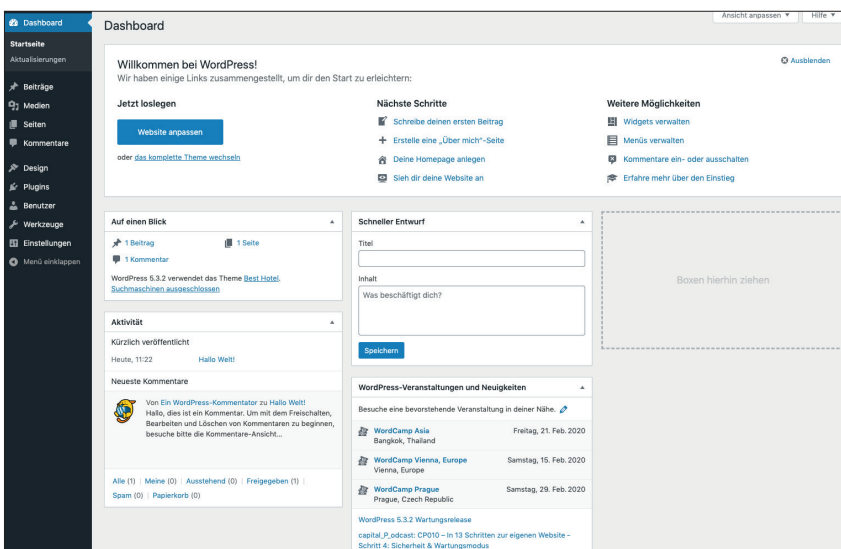 Dashboard
Startseite
Aktualisierungen
Beiträge
Medien
Seiten
Kommentare
Design
Plugins
Benutzer
Werkzeuge
Einstellungen
Menü einklappen
Ansicht anpassen
Hilfe
Dashboard
Willkommen bei WordPress!
Wir haben einige Links zusammengestellt, um dir den Start zu erleichtern:
Ausblenden
Jetzt loslegen
Website anpassen
oder das komplette Theme wechseln
Nächste Schritte
Schreibe deinen ersten Beitrag
Erstelle eine „Über mich“-Seite
Deine Homepage anlegen
Sieh dir deine Website an
Weitere Möglichkeiten
Widgets verwalten
Menüs verwalten
Kommentare ein- oder ausschalten
Erfahre mehr über den Einstieg
Auf einen Blick
1 Beitrag
1 Seite
1 Kommentar
WordPress 5.3.2 verwendet das Theme Best Hotel.
Suchmaschinen ausgeschlossen
Aktivität
Kürzlich veröffentlicht
Heute, 11:22
Hallo Welt!
Neueste Kommentare
Von Ein WordPress-Kommentator zu Hallo Welt!
Hallo, dies ist ein Kommentar. Um mit dem Freischalten,
Bearbeiten und Löschen von Kommentaren zu beginnen,
besuche bitte die Kommentare-Ansicht...
Alle (1) | Meine (0) | Ausstehend (0) | Freigegeben (1) |
Spam (0) | Papierkorb (0)
Schneller Entwurf
Titel
Inhalt
Was beschäftigt dich?
Speichern
WordPress-Veranstaltungen und Neuigkeiten
Besuche eine bevorstehende Veranstaltung in deiner Nähe.
WordCamp Asia
Freitag, 21. Feb. 2020
Bangkok, Thailand
WordCamp Vienna, Europe
Samstag, 15. Feb. 2020
Vienna, Europe
WordCamp Prague
Samstag, 29. Feb. 2020
Prague, Czech Republic
WordPress 5.3.2 Wartungsrelease
capital_P_odcast: CP010 – In 13 Schritten zur eigenen Website –
Schritt 4: Sicherheit & Wartungsmodus
Boxen hierhin ziehen